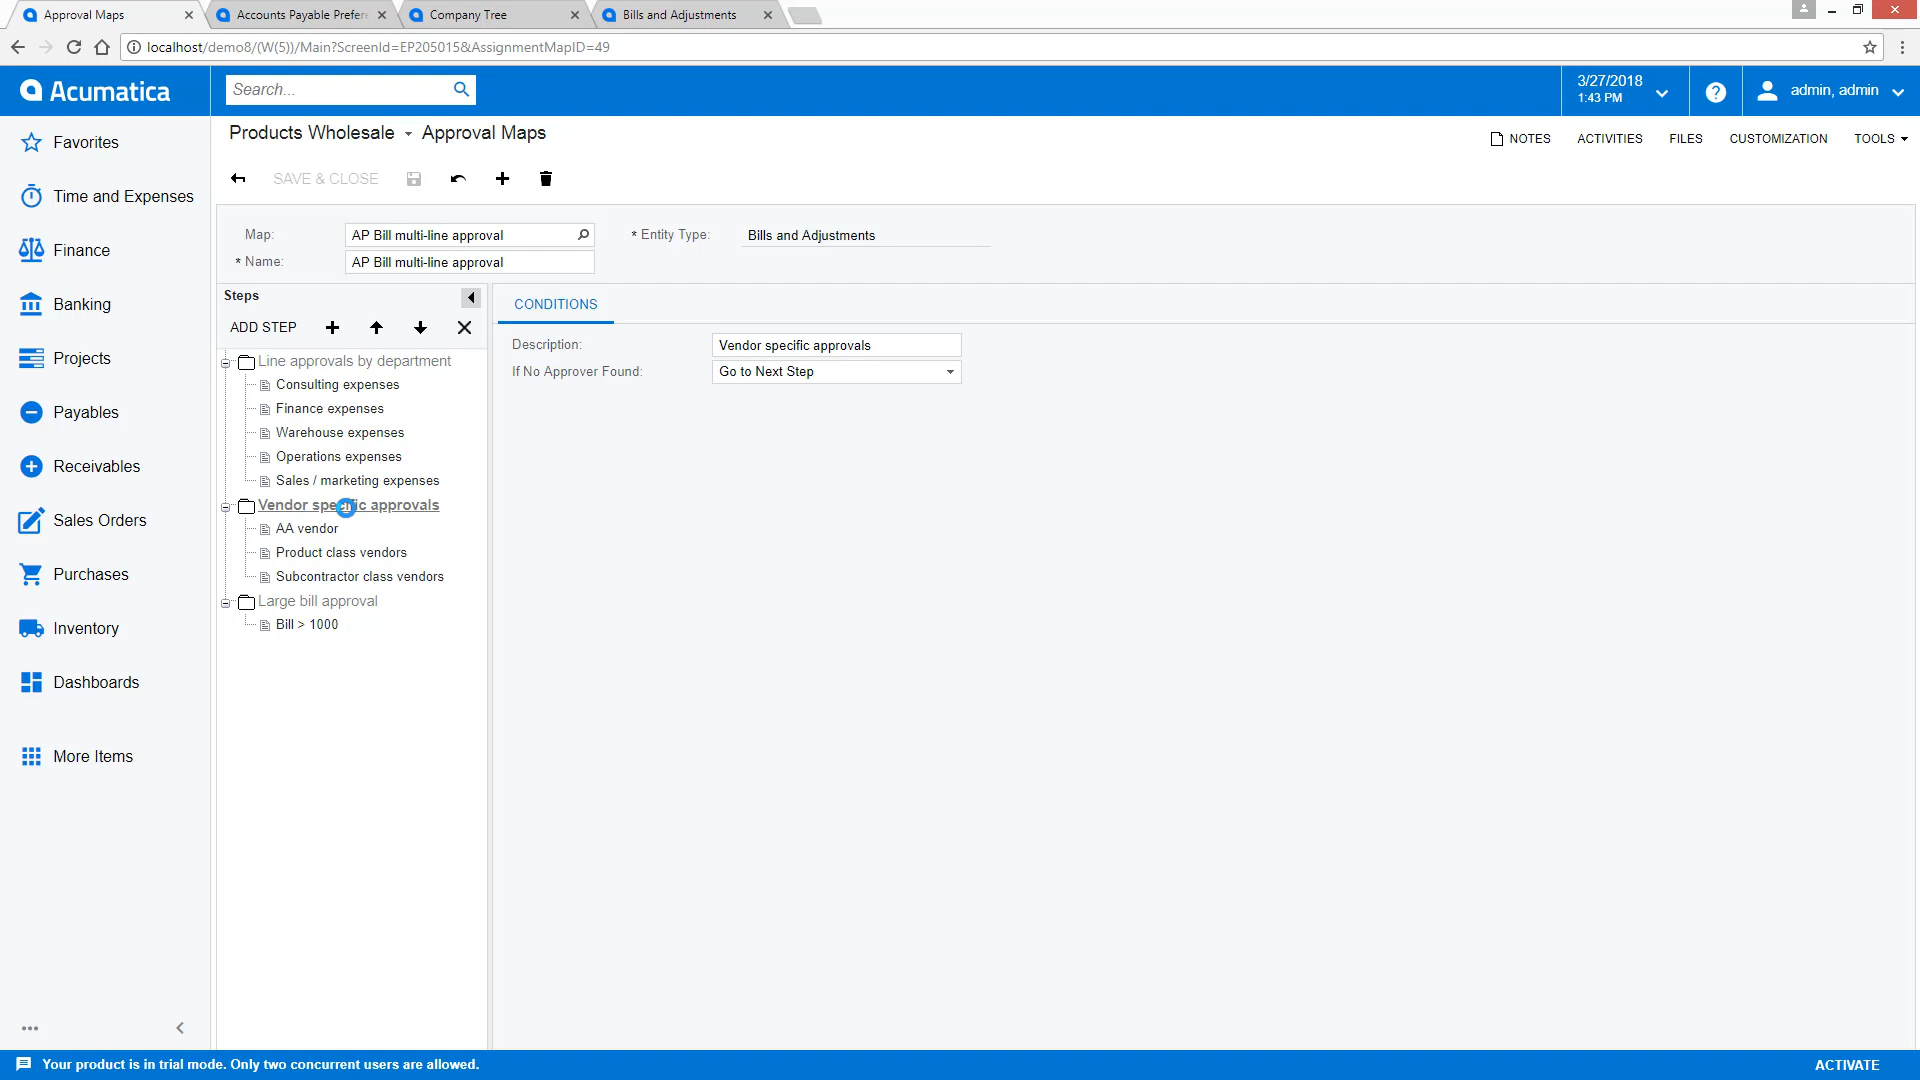 Approval Maps
Accounts Payable Prefer
Company Tree
Bills and Adjustments
localhost/demo8/(W(5))/Main?ScreenId=EP205015&AssignmentMapID=49
Acumatica
Search...
3/27/2018
1:43 PM
admin, admin
Favorites
Time and Expenses
Finance
Banking
Projects
Payables
Receivables
Sales Orders
Purchases
Inventory
Dashboards
More Items
Products Wholesale Approval Maps
NOTES ACTIVITIES FILES CUSTOMIZATION TOOLS
SAVE & CLOSE
Map: AP Bill multi-line approval
* Entity Type: Bills and Adjustments
* Name: AP Bill multi-line approval
Steps
ADD STEP
Line approvals by department
Consulting expenses
Finance expenses
Warehouse expenses
Operations expenses
Sales / marketing expenses
Vendor specific approvals
AA vendor
Product class vendors
Subcontractor class vendors
Large bill approval
Bill > 1000
CONDITIONS
Description: Vendor specific approvals
If No Approver Found: Go to Next Step
Your product is in trial mode. Only two concurrent users are allowed.
ACTIVATE